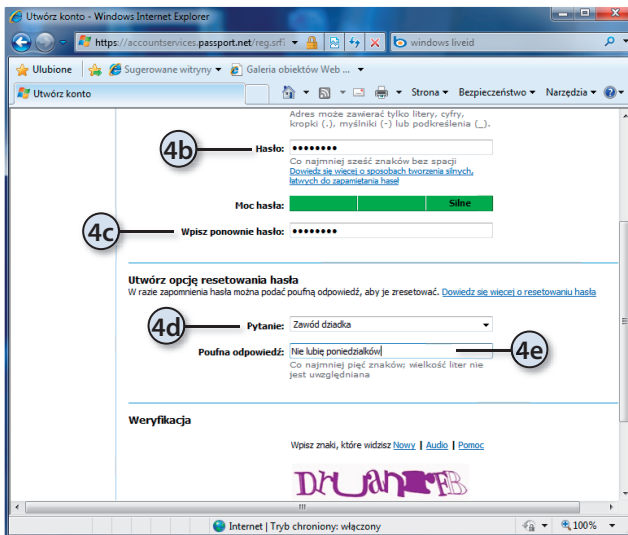 Utwórz konto - Windows Internet Explorer
https://accountservices.passport.net/reg.srf?
windows liveid
Ulubione
Sugerowane witryny
Galeria obiektów Web ...
Utwórz konto
Strona
Bezpieczeństwo
Narzędzia
Adres może zawierać tylko litery, cyfry,
kropki (.), myślniki (-) lub podkreślenia (_).
4b
Hasło: ••••••••
Co najmniej sześć znaków bez spacji
Dowiedz się więcej o sposobach tworzenia silnych,
łatwych do zapamiętania haseł
Moc hasła: Silne
4c
Wpisz ponownie hasło: ••••••••
Utwórz opcję resetowania hasła
W razie zapomnienia hasła można podać poufną odpowiedź, aby je zresetować. Dowiedz się więcej o resetowaniu hasła
4d
Pytanie: Zawód dziadka
Poufna odpowiedź: Nie lubię poniedziałków
4e
Co najmniej pięć znaków; wielkość liter nie
jest uwzględniana
Weryfikacja
Wpisz znaki, które widzisz Nowy | Audio | Pomoc
Internet | Tryb chroniony: włączony
100%